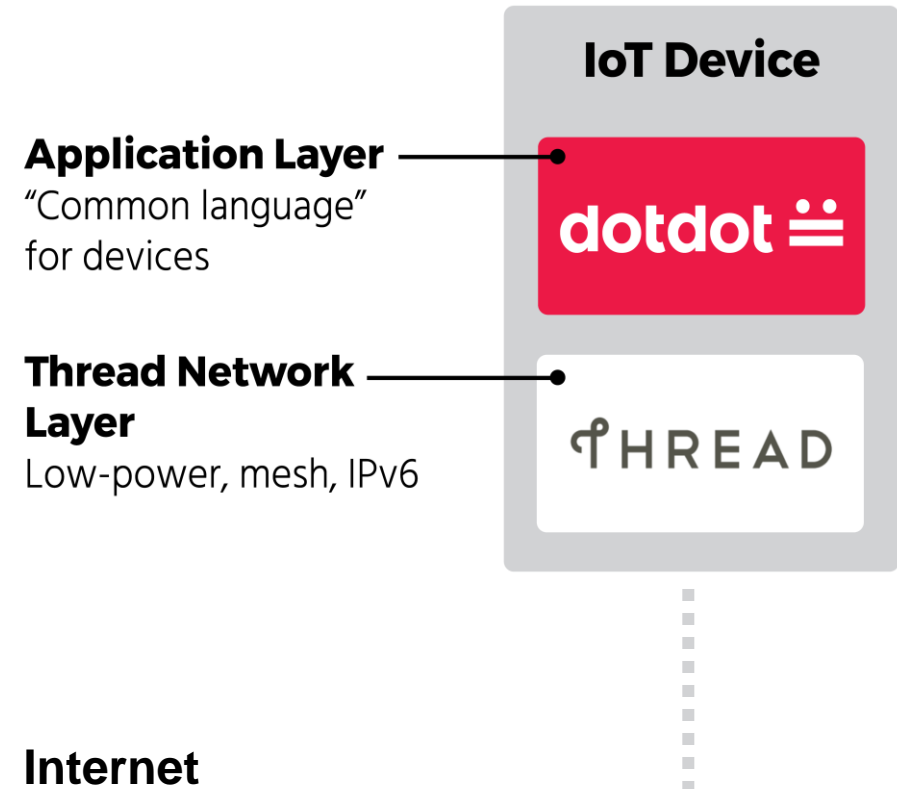 IoT Device
Application Layer
“Common language”
for devices
dotdot
Thread Network
Layer
Low-power, mesh, IPv6
THREAD
Internet